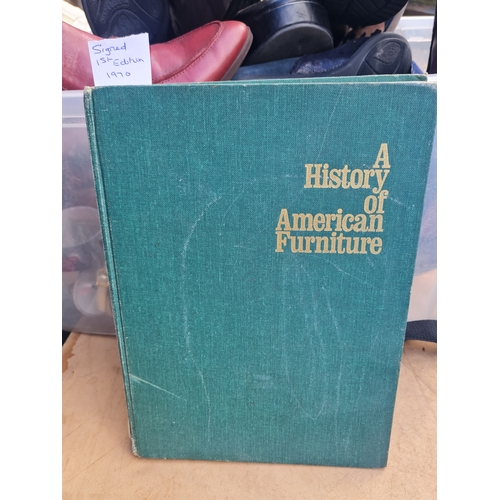 Signed
1st Edition
1970
A
History
of
American
Furniture